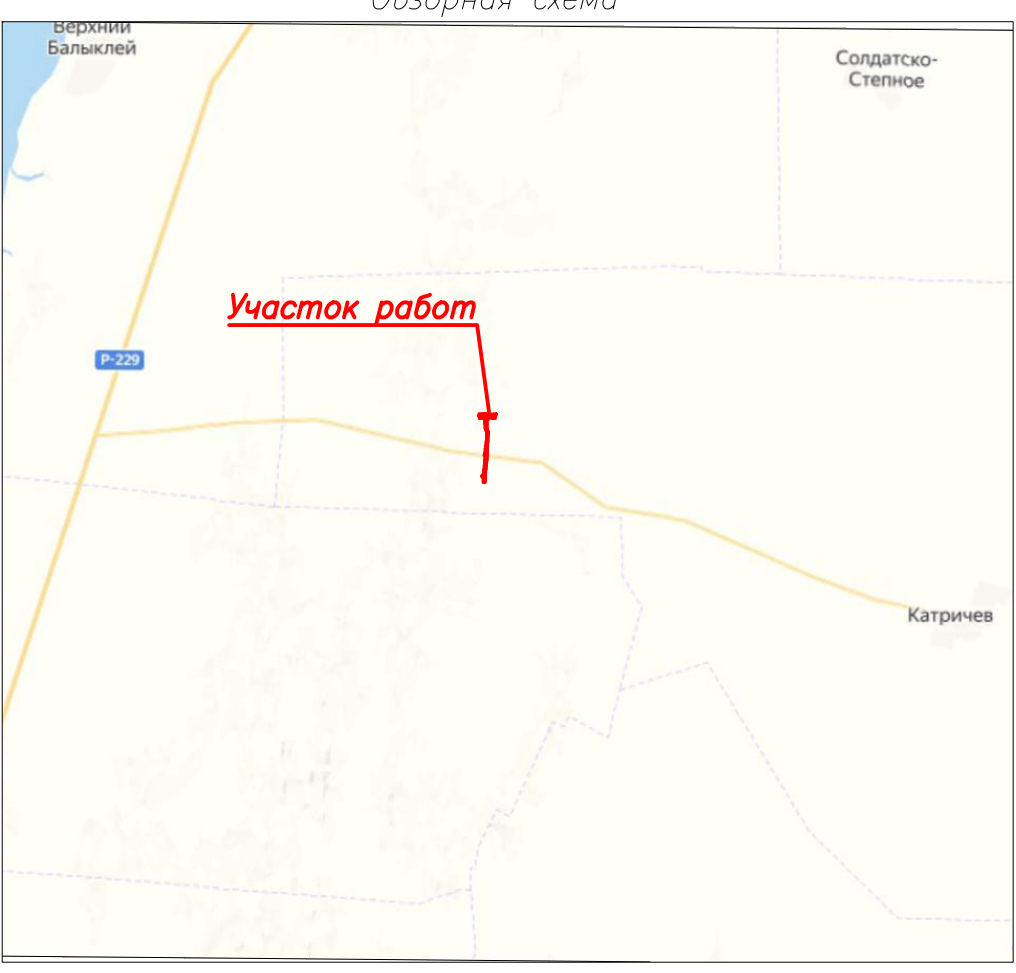 Обзорная схема
Верхний
Балыклей
Солдатско-
Степное
Участок работ
Р-229
Катричев